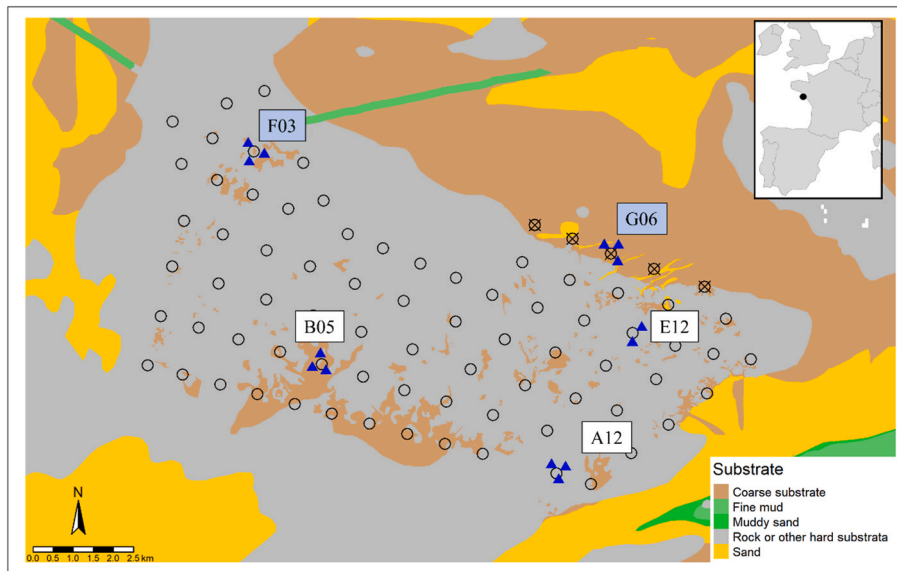 F03
G06
B05
E12
A12
N
0.0 0.5 1.0 1.5 2.0 2.5 km
Substrate
Coarse substrate
Fine mud
Muddy sand
Rock or other hard substrata
Sand